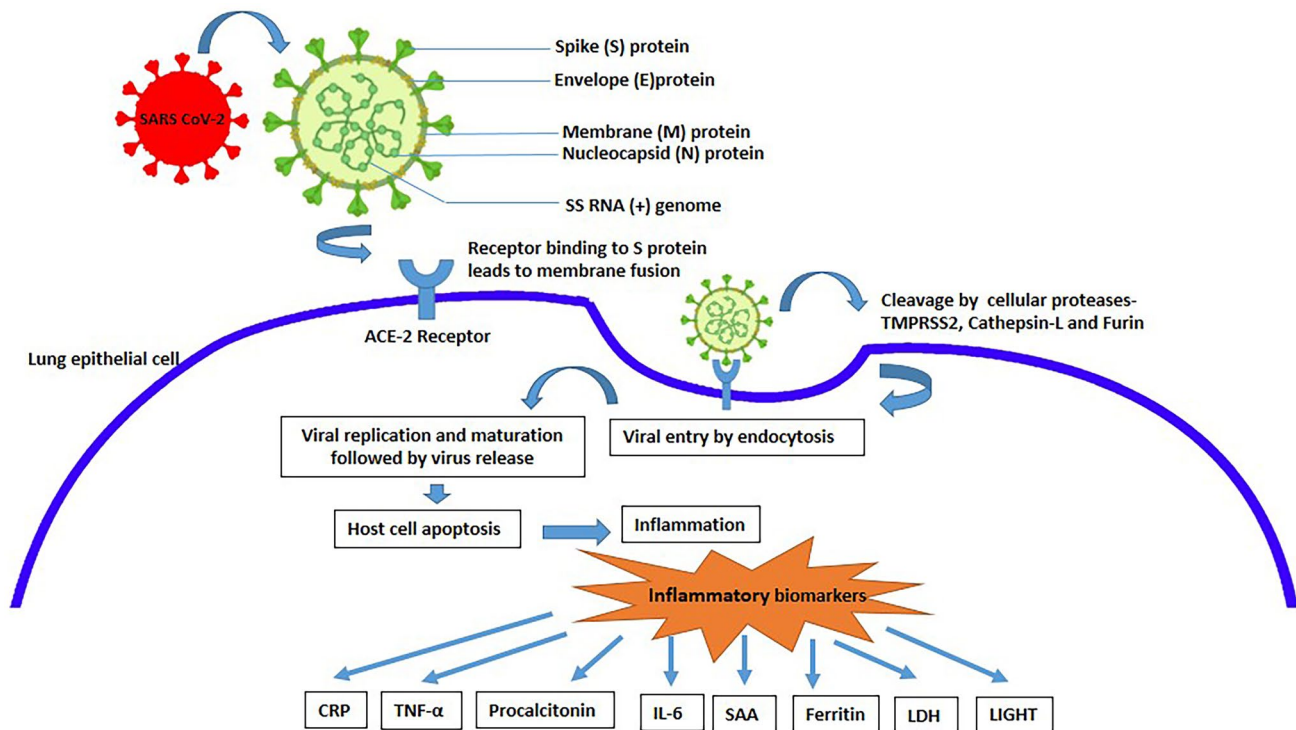 SARS CoV-2
Spike (S) protein
Envelope (E)protein
Membrane (M) protein
Nucleocapsid (N) protein
SS RNA (+) genome
Receptor binding to S protein
leads to membrane fusion
ACE-2 Receptor
Lung epithelial cell
Cleavage by cellular proteases-
TMPRSS2, Cathepsin-L and Furin
Viral entry by endocytosis
Viral replication and maturation
followed by virus release
Host cell apoptosis
Inflammation
Inflammatory biomarkers
CRP
TNF-α
Procalcitonin
IL-6
SAA
Ferritin
LDH
LIGHT